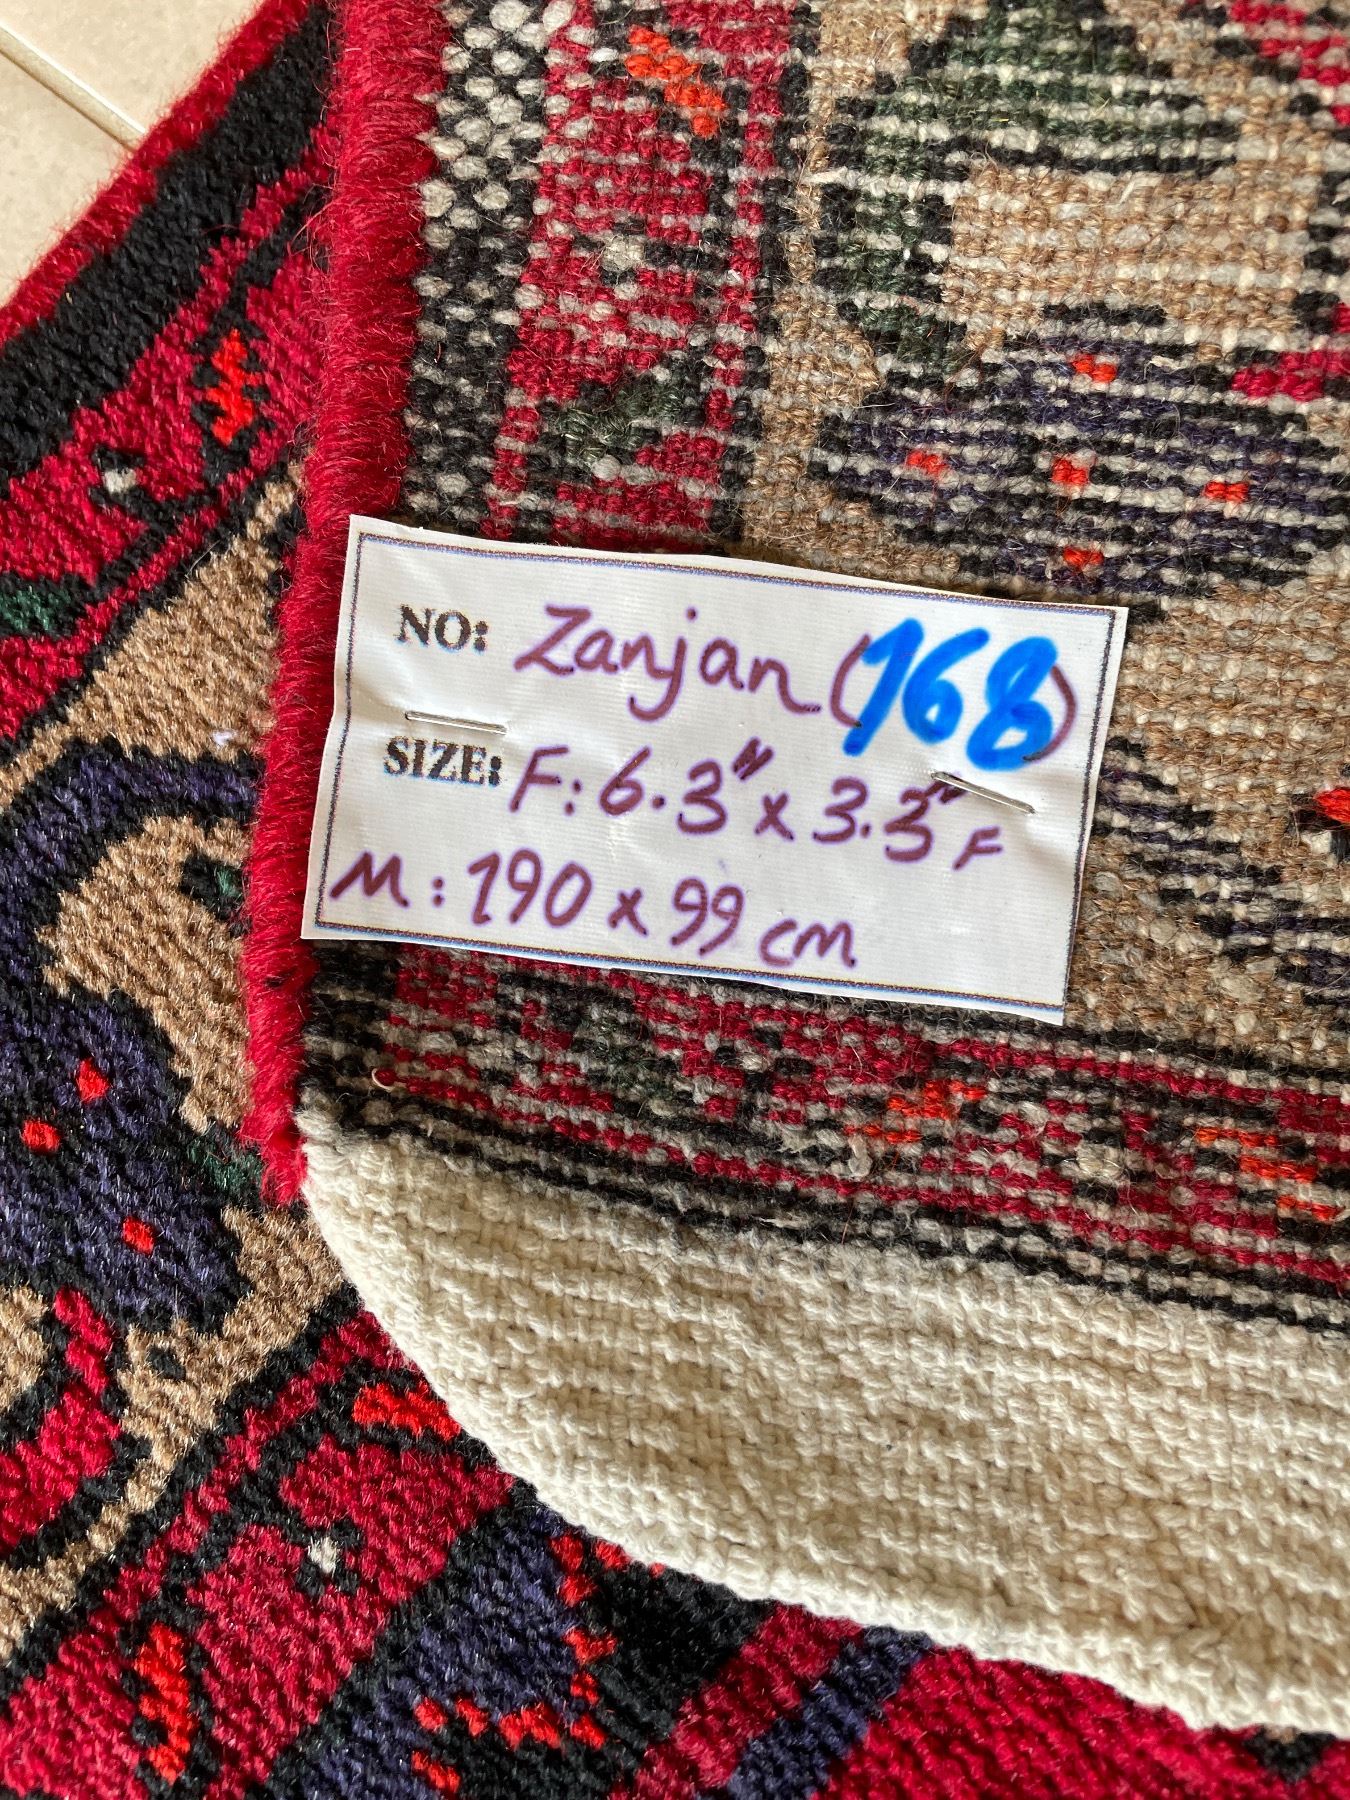 NO: Zanjan (168)
SIZE: F: 6.3" x 3.3" F
M: 190 x 99 cm